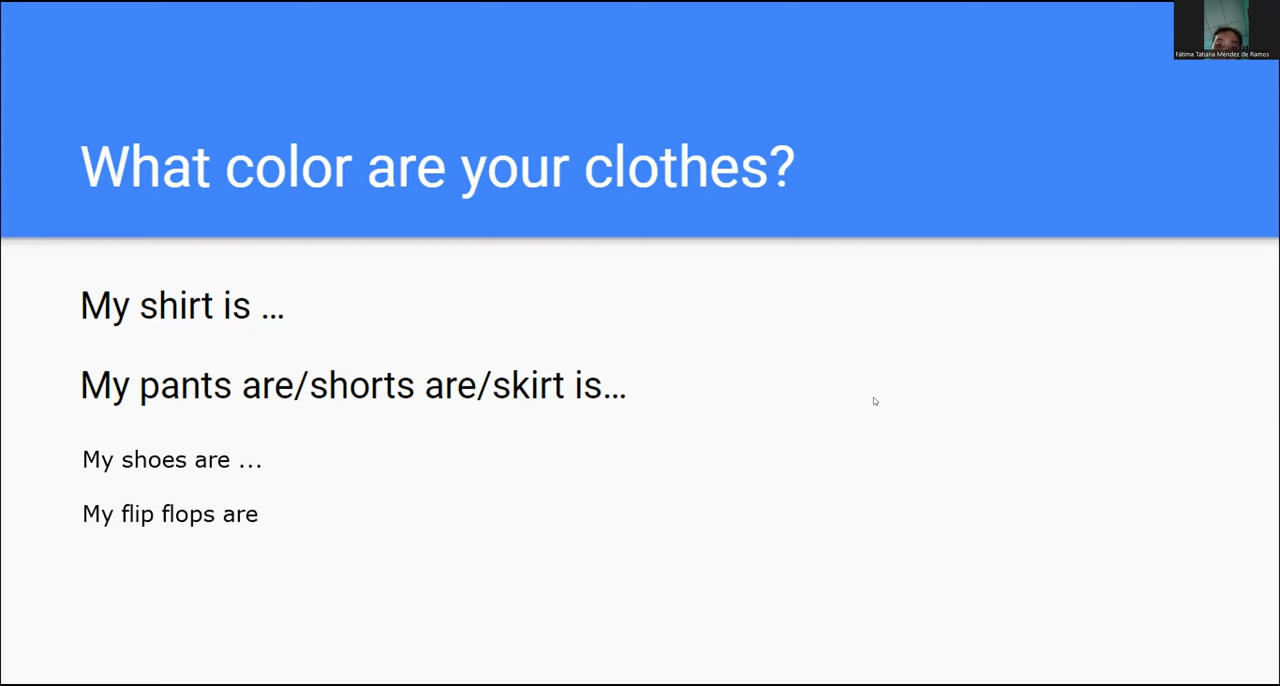 Fátima Tatiana Méndez de Ramos
What color are your clothes?
My shirt is ...
My pants are/shorts are/skirt is...
My shoes are ...
My flip flops are